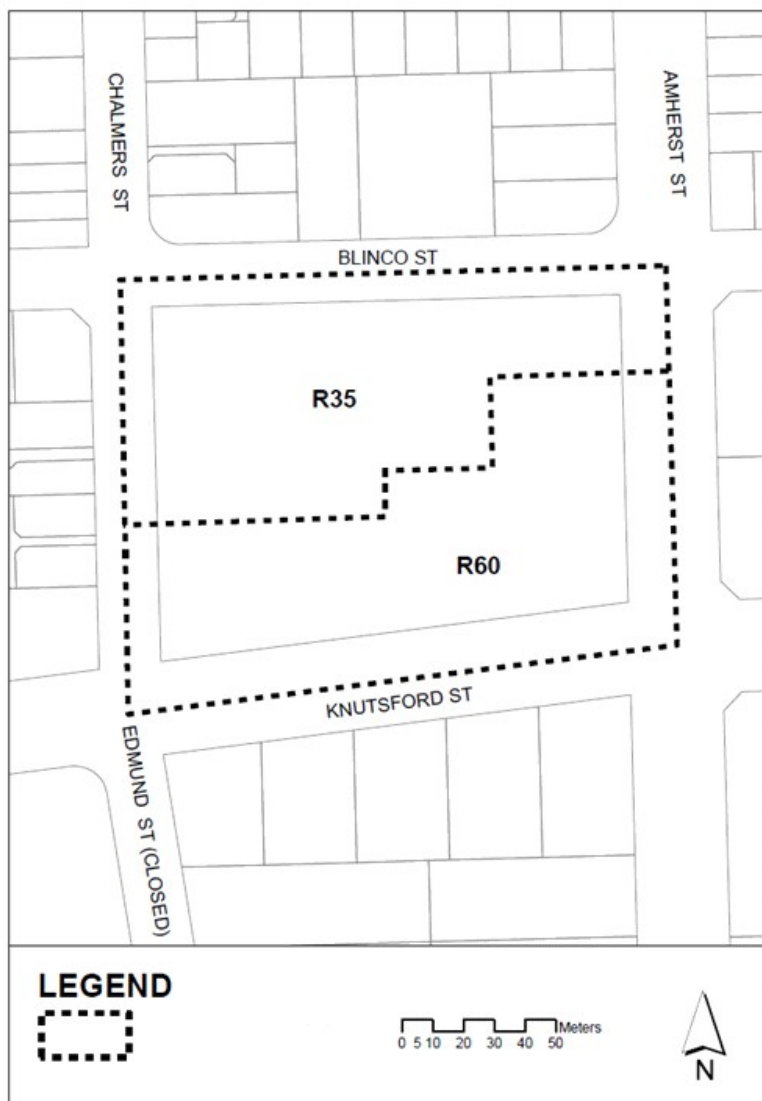 CHALMERS ST
AMHERST ST
BLINCO ST
R35
R60
KNUTSFORD ST
EDMUND ST (CLOSED)
LEGEND
Meters
0 5 10 20 30 40 50
N